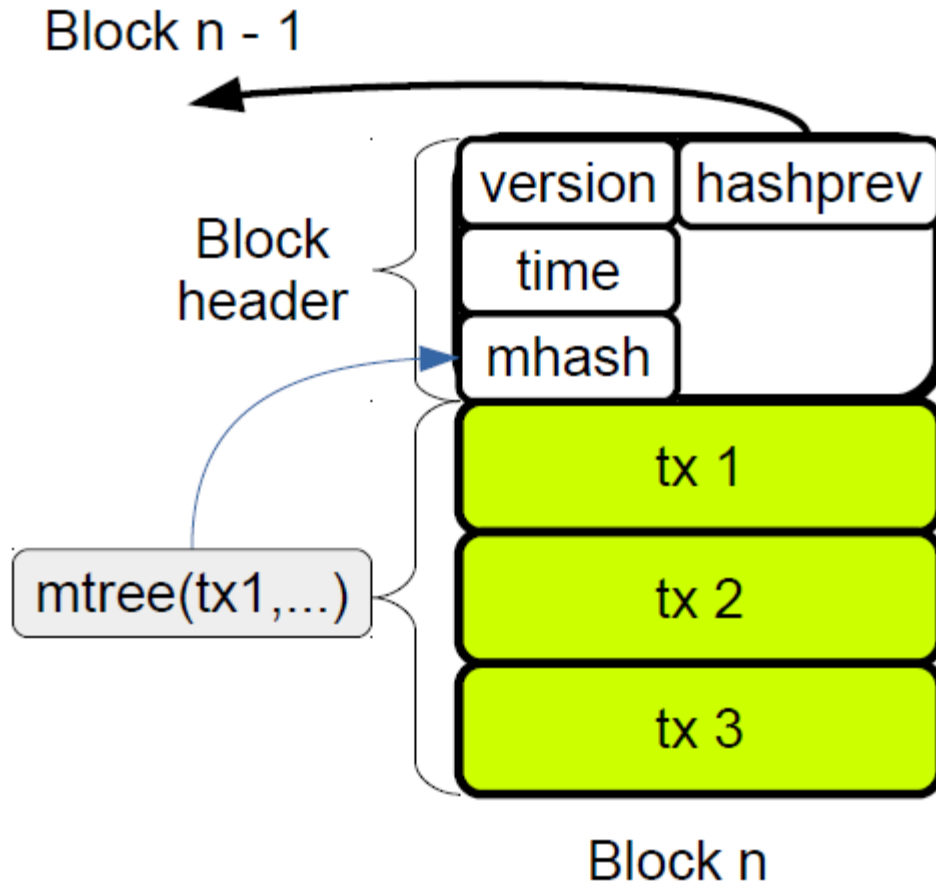 Block n - 1
version hashprev
Block
header
time
mhash
tx 1
mtree(tx1,...)
tx 2
tx 3
Block n